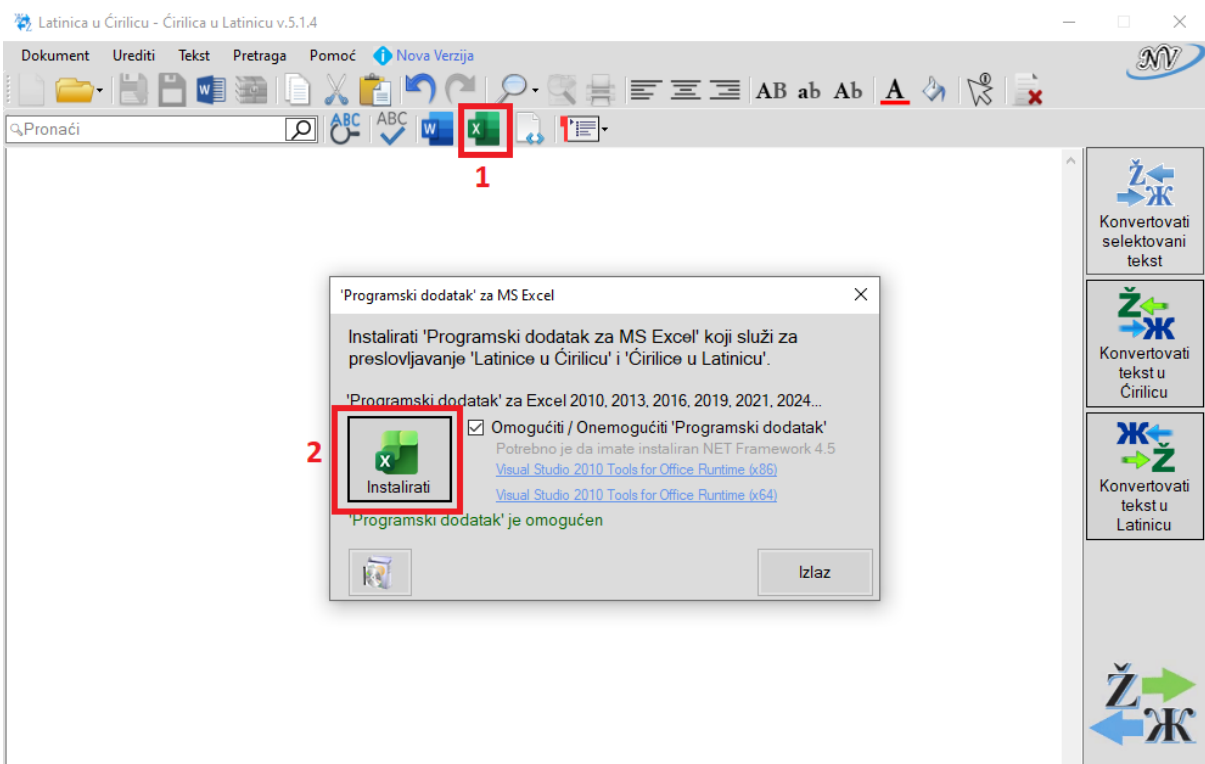 Latinica u Ćirilicu - Ćirilica u Latinicu v.5.1.4
Dokument Urediti Tekst Pretraga Pomoć Nova Verzija
NV
AB ab Ab A
Pronaći
ABC ABC W X
1
Ž
Ж
Konvertovati
selektovani
tekst
Ž
Ж
Konvertovati
tekst u
Ćirilicu
Ж
Ž
Konvertovati
tekst u
Latinicu
'Programski dodatak' za MS Excel
Instalirati 'Programski dodatak za MS Excel' koji služi za
preslovljavanje 'Latinice u Ćirilicu' i 'Ćirilice u Latinicu'.
'Programski dodatak' za Excel 2010, 2013, 2016, 2019, 2021, 2024...
2
X
Instalirati
Omogućiti / Onemogućiti 'Programski dodatak'
Potrebno je da imate instaliran NET Framework 4.5
Visual Studio 2010 Tools for Office Runtime (x86)
Visual Studio 2010 Tools for Office Runtime (x64)
'Programski dodatak' je omogućen
Izlaz
Ž
Ж